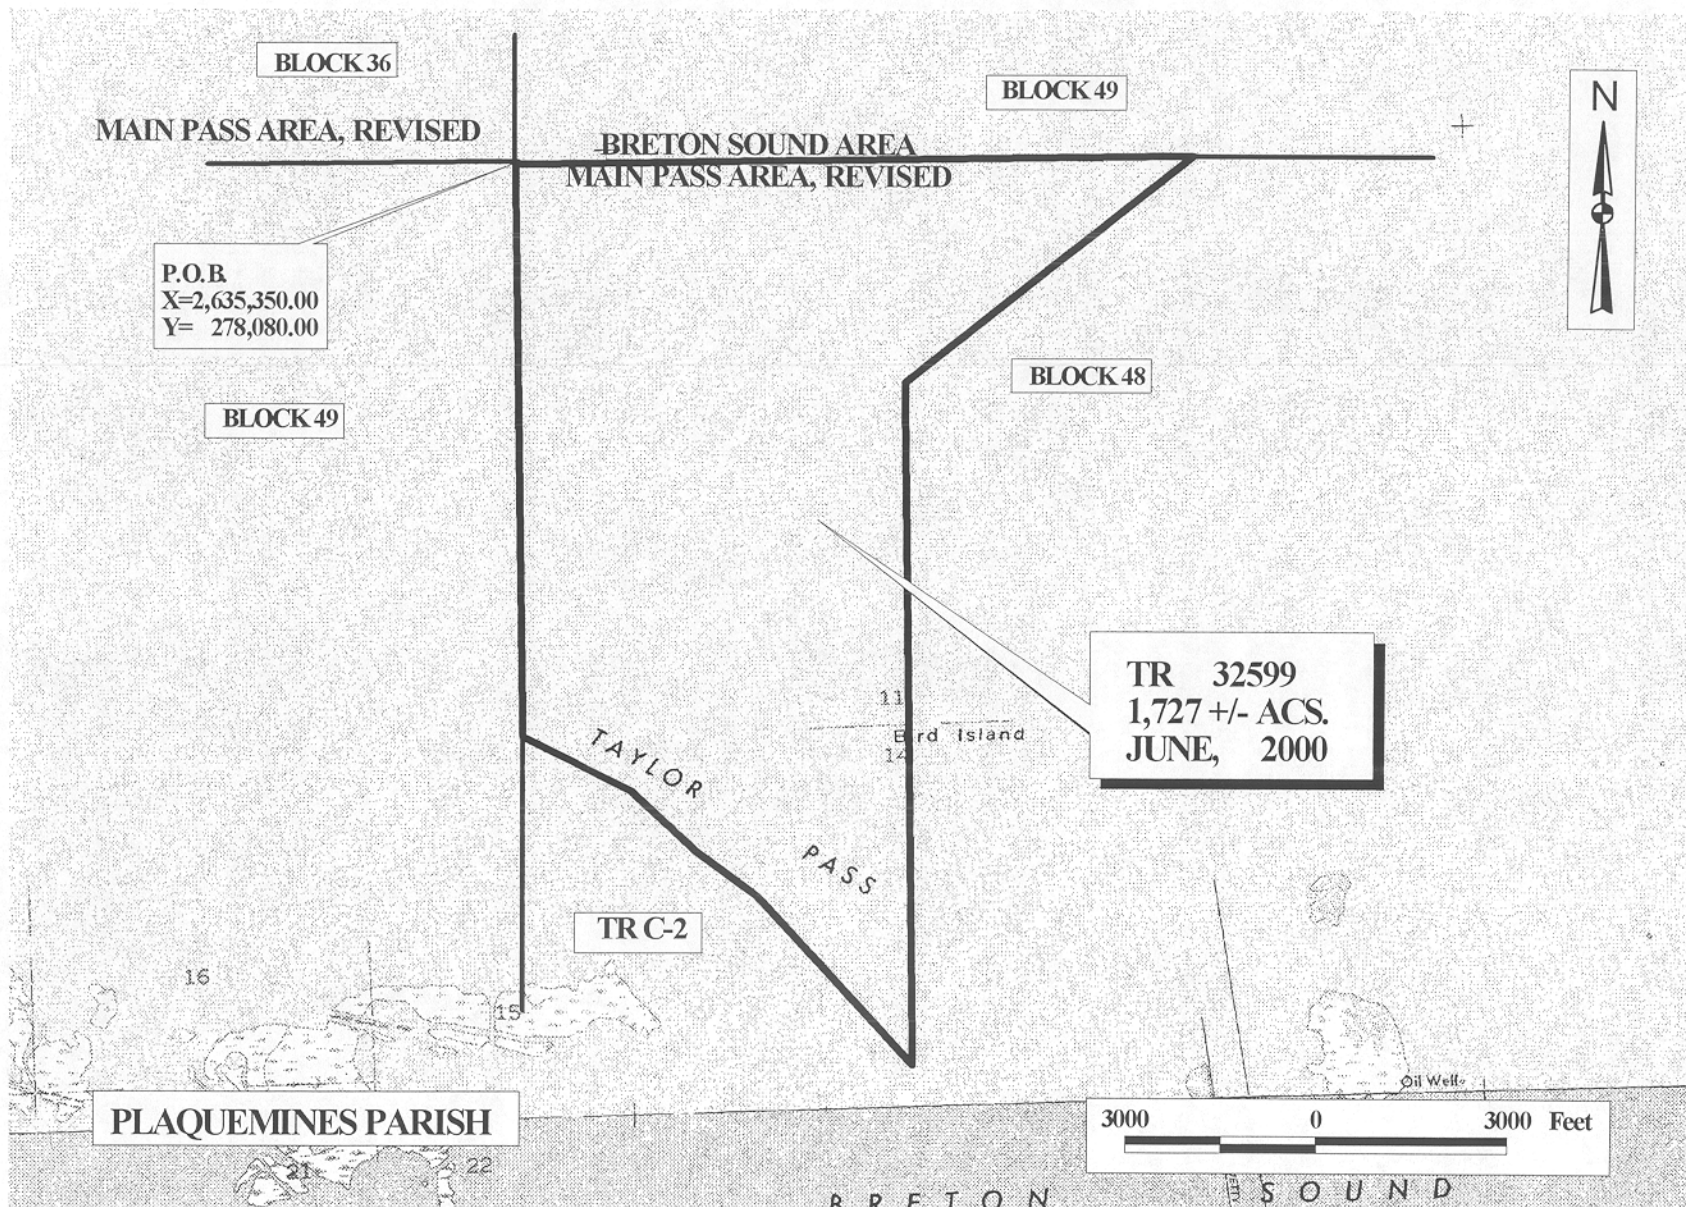 BLOCK 36
BLOCK 49
N
MAIN PASS AREA, REVISED
BRETON SOUND AREA
MAIN PASS AREA, REVISED
P.O.B.
X=2,635,350.00
Y= 278,080.00
BLOCK 48
BLOCK 49
TR 32599
1,727 +/- ACS.
JUNE, 2000
11
Bird Island
14
TAYLOR
PASS
TR C-2
16
15
Oil Well
PLAQUEMINES PARISH
3000 0 3000 Feet
21
22
BRETON SOUND